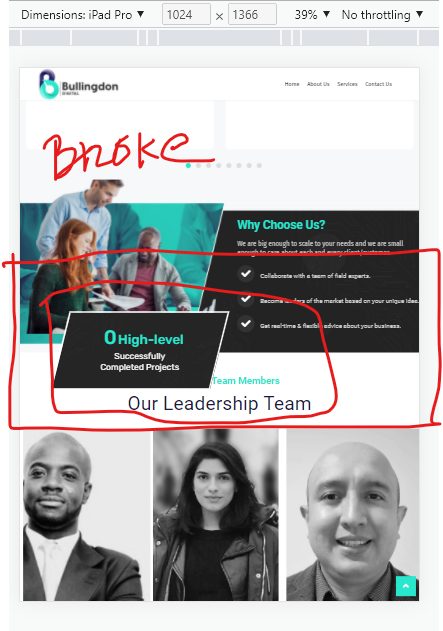 Dimensions: iPad Pro ▼ 1024 × 1366 39% ▼ No throttling ▼
Bullingdon
DIGITAL
Home About Us Services Contact Us
Broke
Why Choose Us?
We are big enough to scale to your needs and we are small
enough to care about each and every client/customer.
Collaborate with a team of field experts.
Become leaders of the market based on your unique idea.
Get real-time & flexible advice about your business.
0 High-level
Successfully
Completed Projects
Team Members
Our Leadership Team